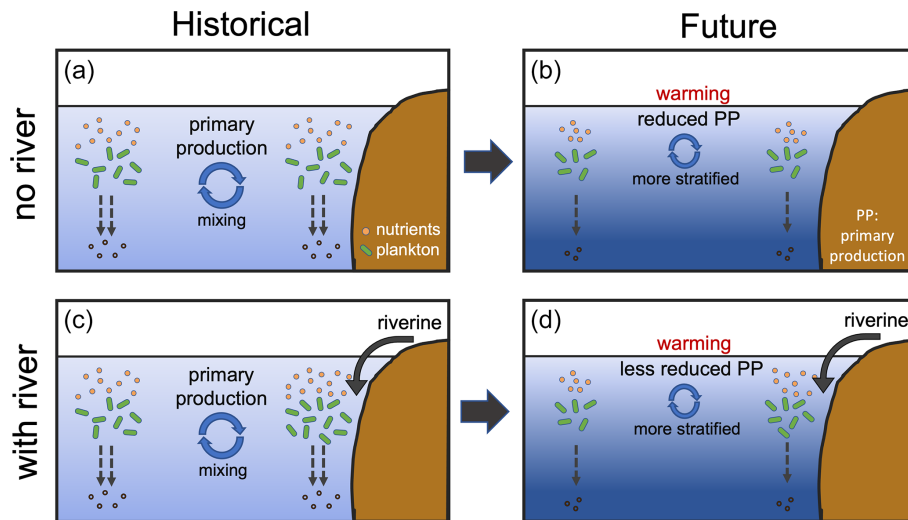 Historical
Future
no river
(a)
primary
production
mixing
nutrients
plankton
(b)
warming
reduced PP
more stratified
PP:
primary
production
with river
(c)
riverine
primary
production
mixing
(d)
riverine
warming
less reduced PP
more stratified